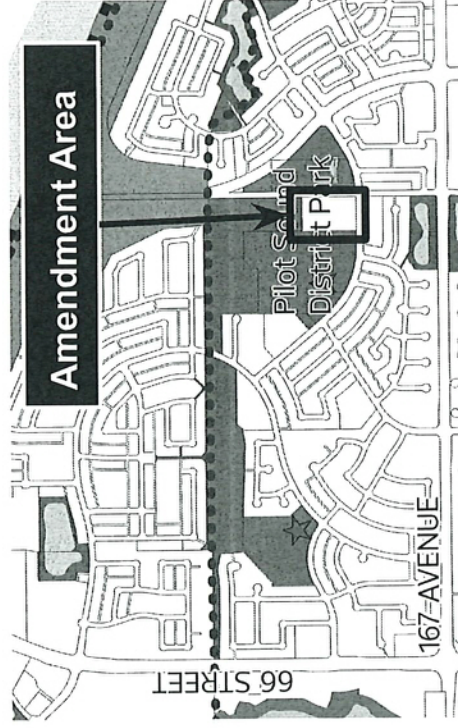 Amendment Area
Pilot Sound
District Park
167 AVENUE
66 STREET